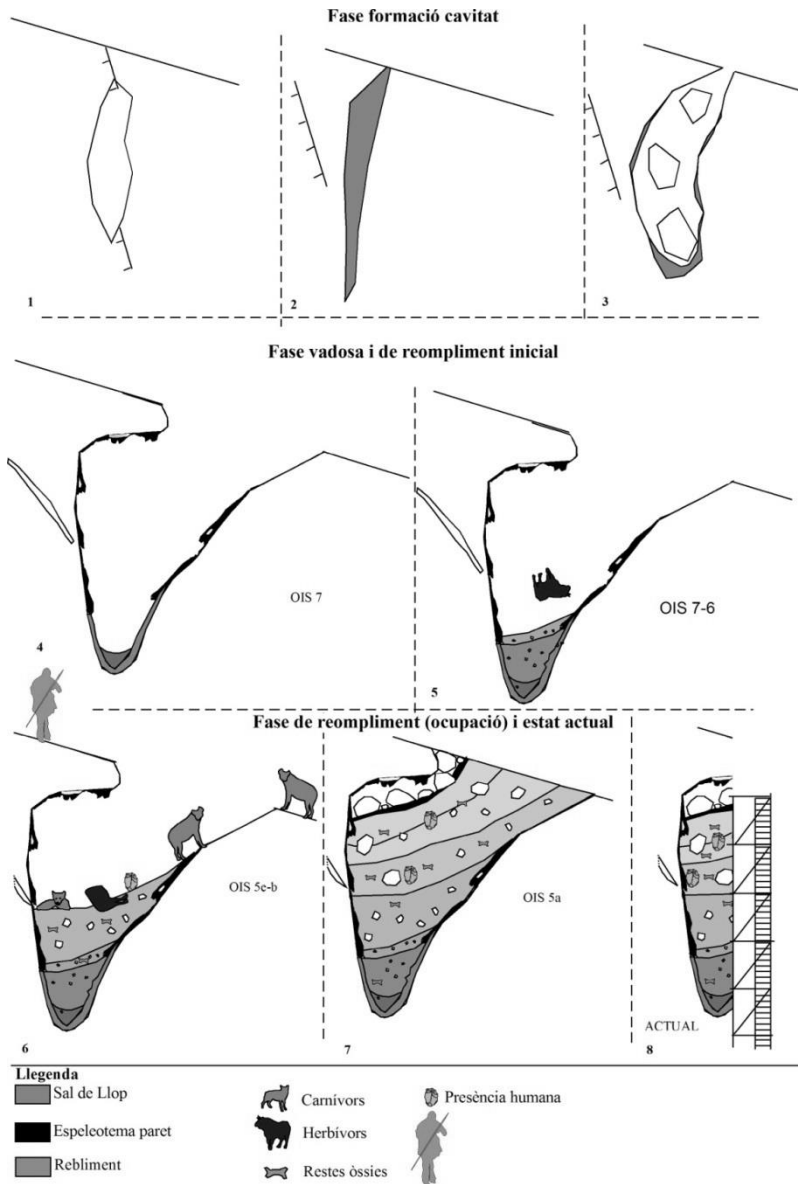 Fase formació cavitat
1
2
3
Fase vadosa i de reompliment inicial
OIS 7
OIS 7-6
4
5
Fase de reompliment (ocupació) i estat actual
OIS 5e-b
OIS 5a
ACTUAL
6
7
8
Llegenda
Sal de Llop
Carnívors
Presència humana
Espeleotema paret
Herbívors
Rebliment
Restes òssies